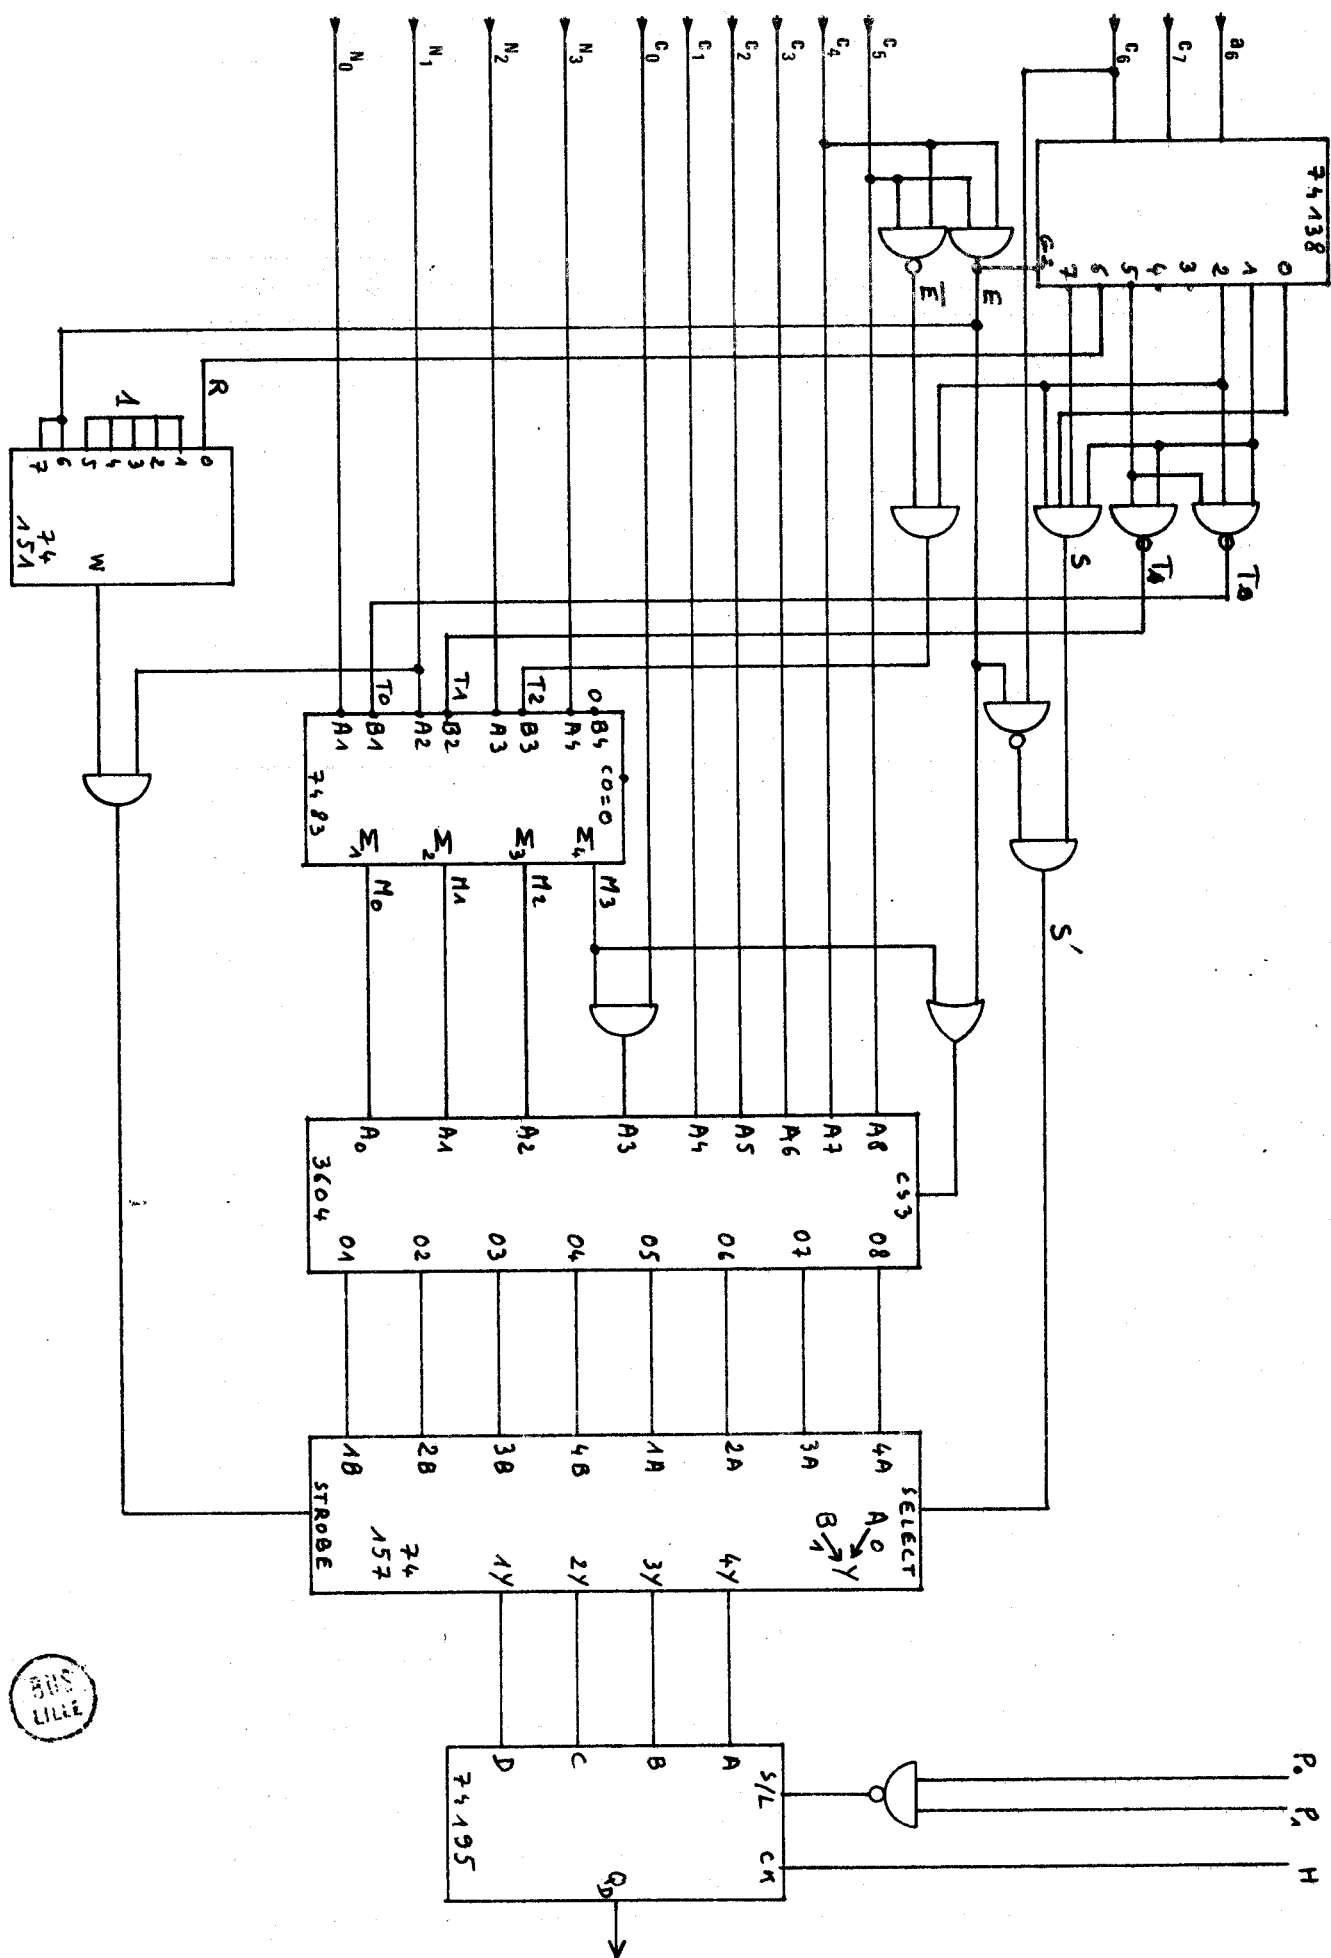 N0
N1
N2
N3
C0
C1
C2
C3
C4
C5
C6
C7
a6
74138
G2
7
6
5
4
3
2
1
0
E
E
R
1
7
6
5
4
3
2
1
0
74
151
W
S
T1
T0
T0
T1
T2
0
A1
B1
A2
B2
A3
B3
A4
B4
C0=0
7483
Σ1
Σ2
Σ3
Σ4
M0
M1
M2
M3
S'
A0
A1
A2
A3
A4
A5
A6
A7
A8
CS3
3604
O1
O2
O3
O4
O5
O6
O7
O8
1B
2B
3B
4B
1A
2A
3A
4A
SELECT
STROBE
A 0
B 1
Y
74
157
1Y
2Y
3Y
4Y
P0
P1
H
D
C
B
A
S/L
CK
74195
QD
BUS
LILLE